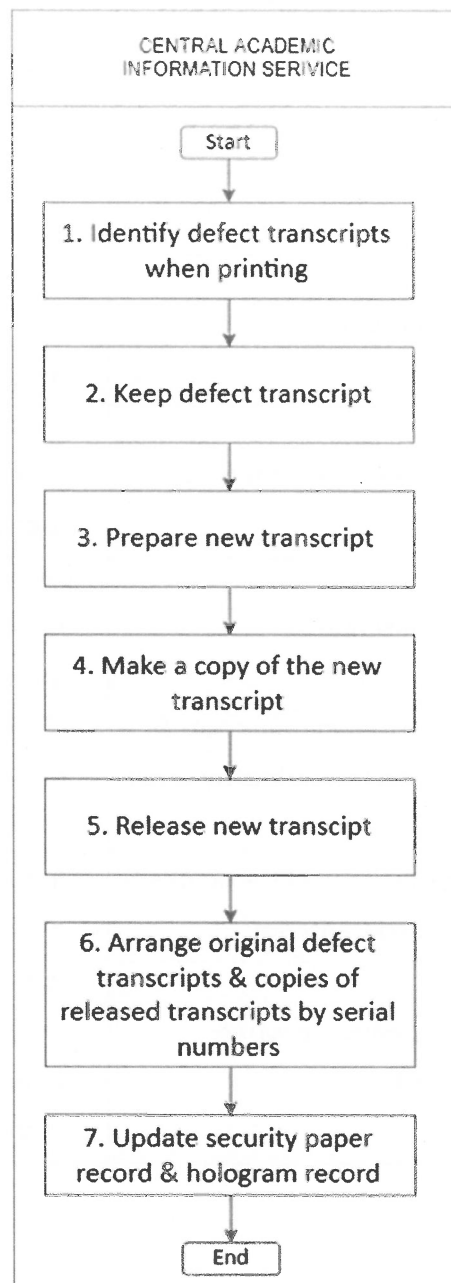 CENTRAL ACADEMIC
INFORMATION SERIVICE
Start
1. Identify defect transcripts
when printing
2. Keep defect transcript
3. Prepare new transcript
4. Make a copy of the new
transcript
5. Release new transcipt
6. Arrange original defect
transcripts & copies of
released transcripts by serial
numbers
7. Update security paper
record & hologram record
End